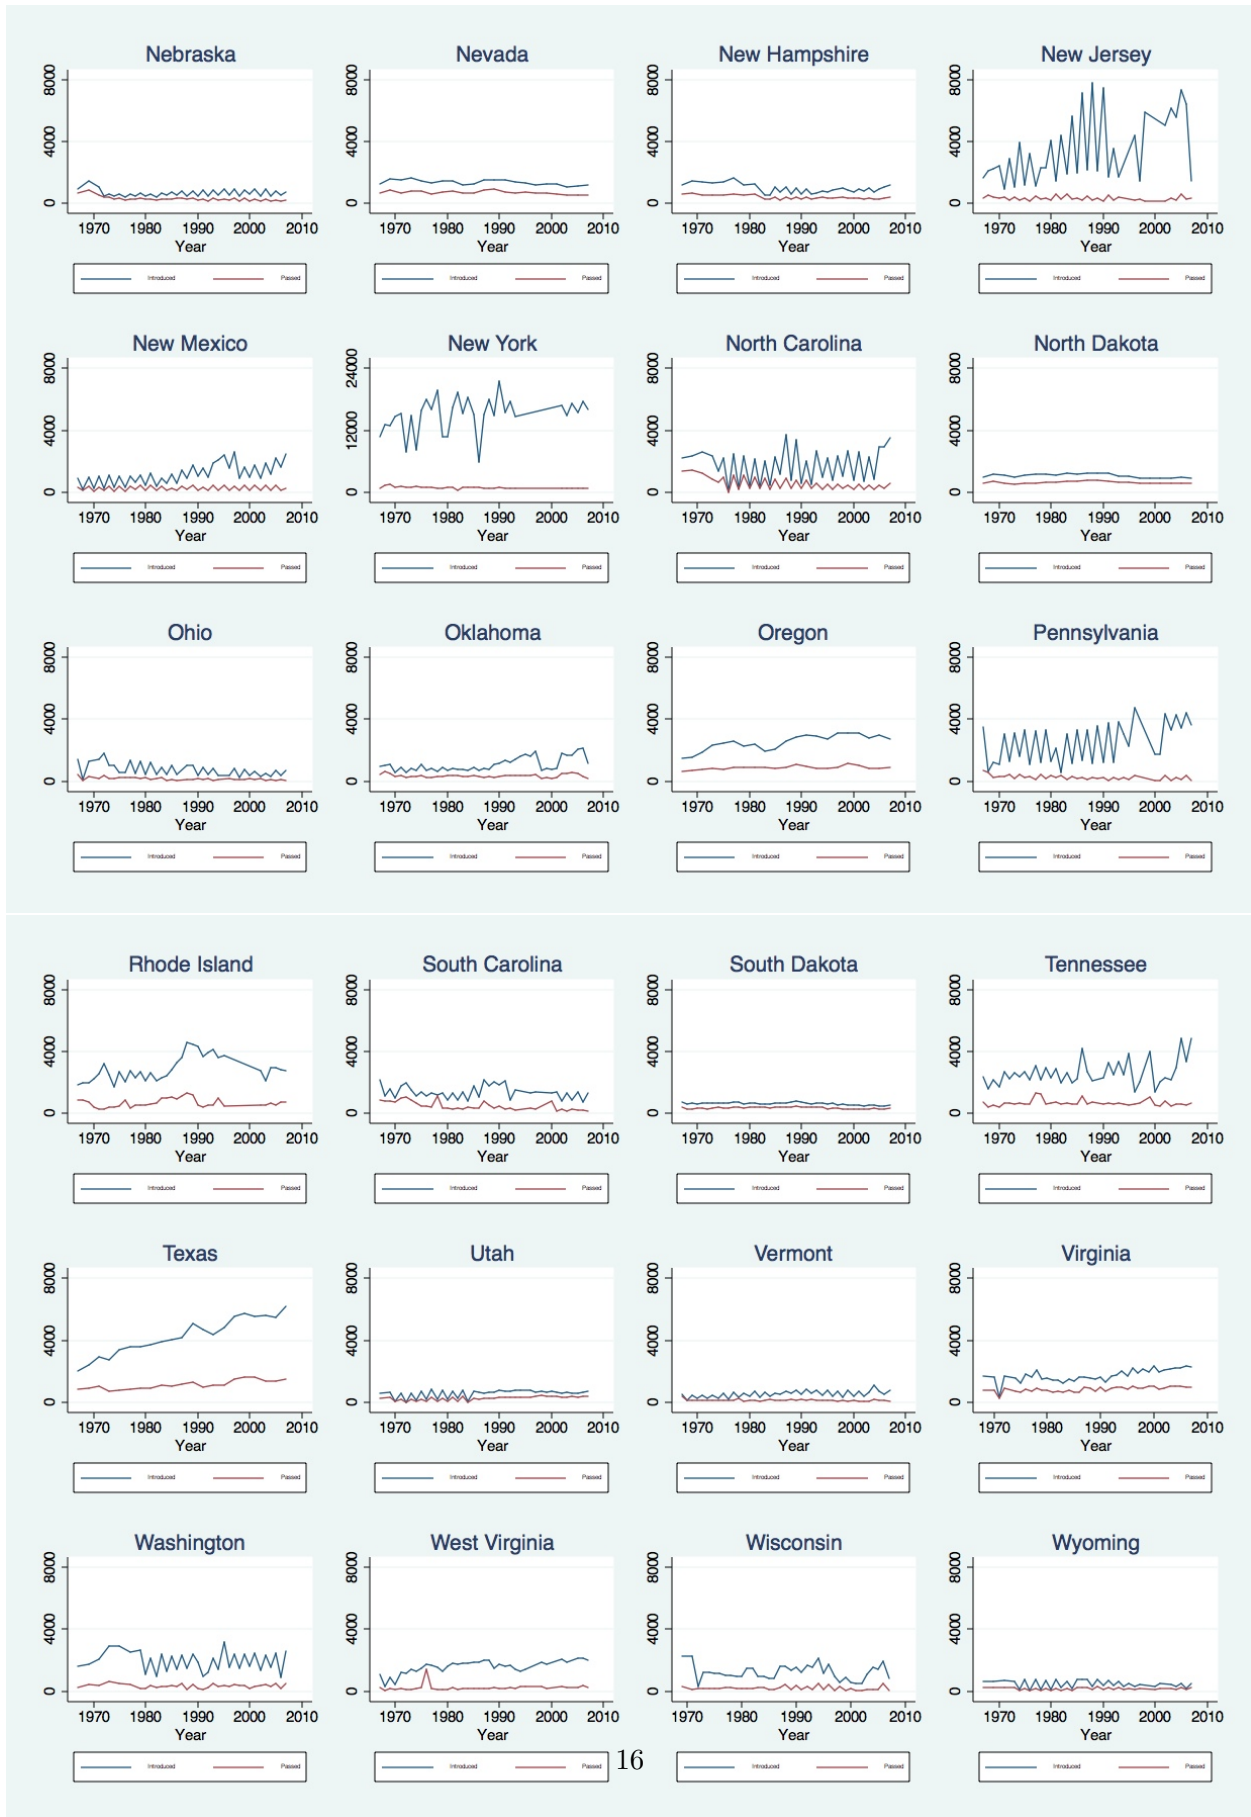 Nebraska Nevada New Hampshire New Jersey
8000 8000 8000 8000
4000 4000 4000 4000
0 0 0 0
1970 1980 1990 2000 2010 1970 1980 1990 2000 2010 1970 1980 1990 2000 2010 1970 1980 1990 2000 2010
Year Year Year Year
Introduced Passed Introduced Passed Introduced Passed Introduced Passed
New Mexico New York North Carolina North Dakota
8000 24000 8000 8000
4000 12000 4000 4000
0 0 0 0
1970 1980 1990 2000 2010 1970 1980 1990 2000 2010 1970 1980 1990 2000 2010 1970 1980 1990 2000 2010
Year Year Year Year
Introduced Passed Introduced Passed Introduced Passed Introduced Passed
Ohio Oklahoma Oregon Pennsylvania
8000 8000 8000 8000
4000 4000 4000 4000
0 0 0 0
1970 1980 1990 2000 2010 1970 1980 1990 2000 2010 1970 1980 1990 2000 2010 1970 1980 1990 2000 2010
Year Year Year Year
Introduced Passed Introduced Passed Introduced Passed Introduced Passed
Rhode Island South Carolina South Dakota Tennessee
8000 8000 8000 8000
4000 4000 4000 4000
0 0 0 0
1970 1980 1990 2000 2010 1970 1980 1990 2000 2010 1970 1980 1990 2000 2010 1970 1980 1990 2000 2010
Year Year Year Year
Introduced Passed Introduced Passed Introduced Passed Introduced Passed
Texas Utah Vermont Virginia
8000 8000 8000 8000
4000 4000 4000 4000
0 0 0 0
1970 1980 1990 2000 2010 1970 1980 1990 2000 2010 1970 1980 1990 2000 2010 1970 1980 1990 2000 2010
Year Year Year Year
Introduced Passed Introduced Passed Introduced Passed Introduced Passed
Washington West Virginia Wisconsin Wyoming
8000 8000 8000 8000
4000 4000 4000 4000
0 0 0 0
1970 1980 1990 2000 2010 1970 1980 1990 2000 2010 1970 1980 1990 2000 2010 1970 1980 1990 2000 2010
Year Year Year Year
Introduced Passed Introduced Passed Introduced Passed Introduced Passed
16